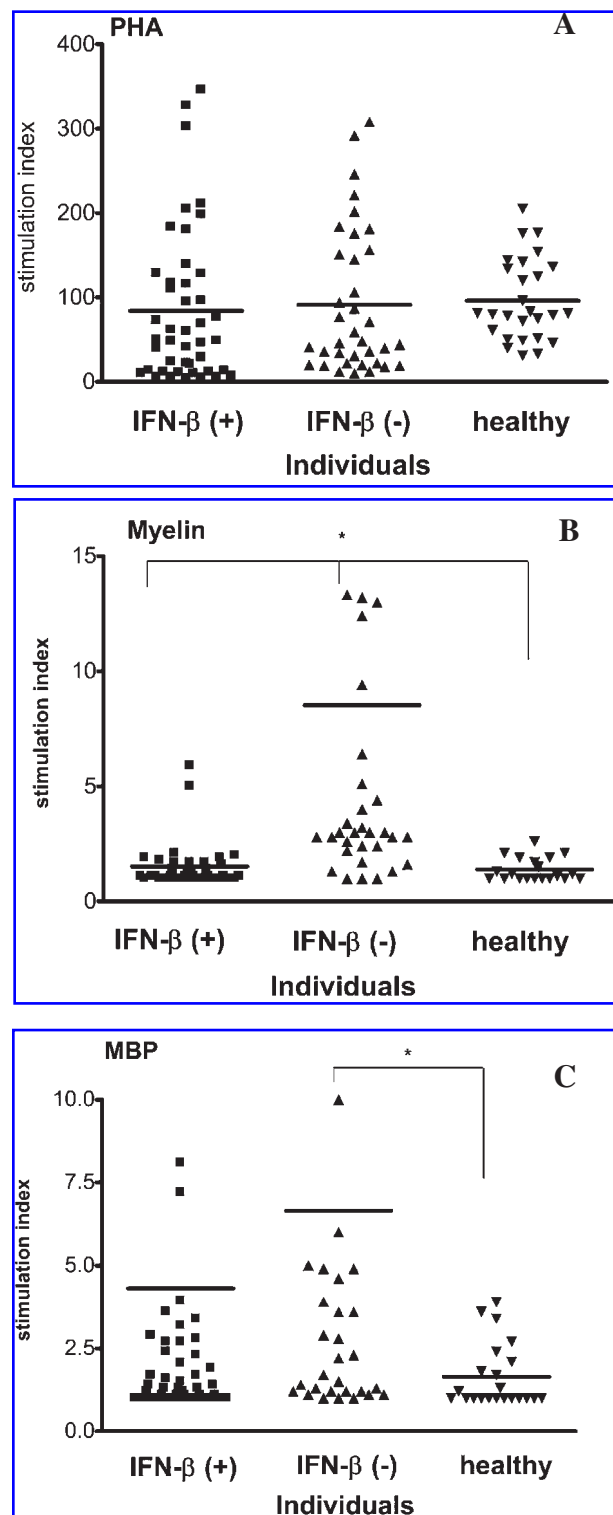 PHA
A
stimulation index
400
300
200
100
0
IFN-β (+) IFN-β (-) healthy
Individuals
Myelin
B
*
stimulation index
15
10
5
0
IFN-β (+) IFN-β (-) healthy
Individuals
MBP
C
*
stimulation index
10.0
7.5
5.0
2.5
0.0
IFN-β (+) IFN-β (-) healthy
Individuals